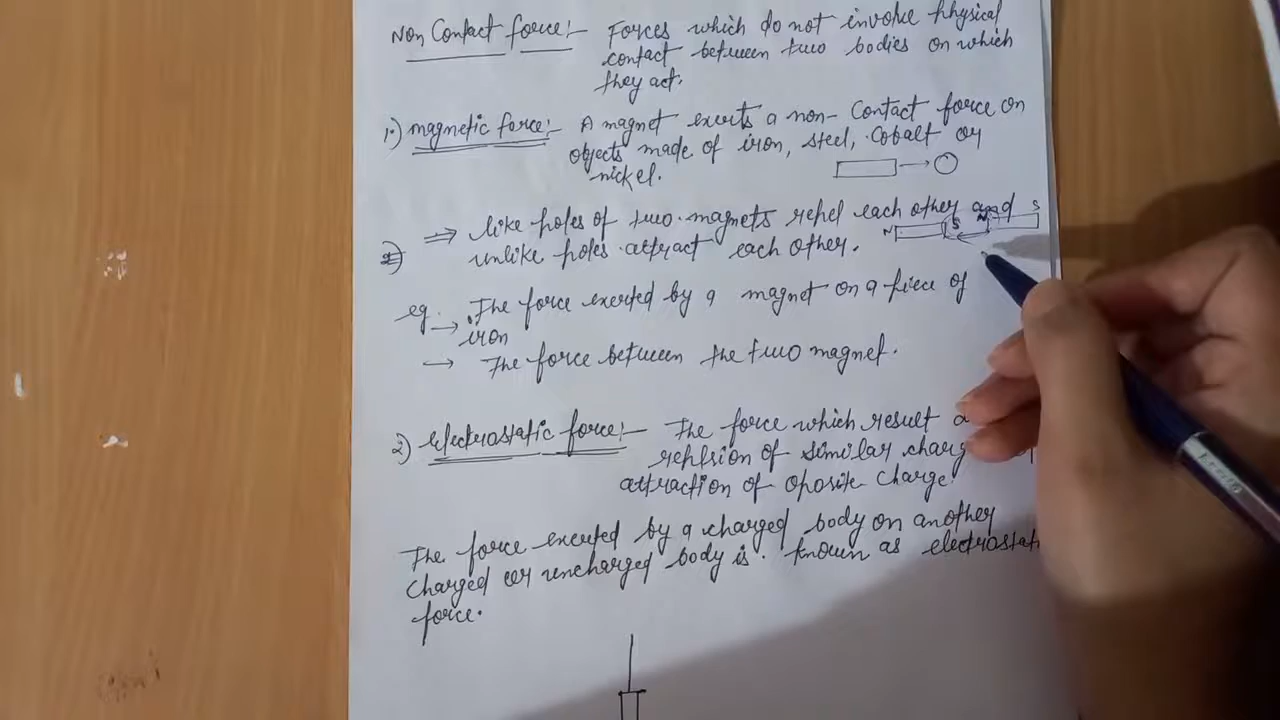 Non Contact force:- Forces which do not invoke Physical
contact between two bodies on which
they act.
1.) magnetic force:- A magnet exerts a non-Contact force on
objects made of iron, steel, Cobalt or
nickel.
⇒ like poles of two magnets repel each other and
unlike poles attract each other.
N S N S
eg. → The force exerted by a magnet on a piece of
iron
→ The force between the two magnet.
2) electrostatic force:- The force which result
replsion of similar charg
attraction of oposite charge
The force exerted by a charged body on another
charged or uncharged body is. known as electrostati
force.